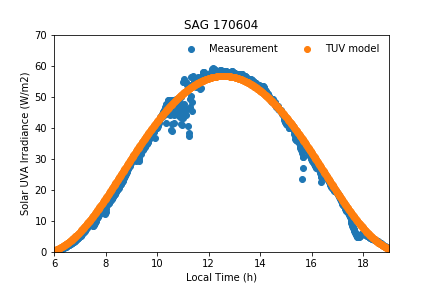 SAG 170604
Measurement TUV model
Solar UVA Irradiance (W/m2)
70
60
50
40
30
20
10
0
6 8 10 12 14 16 18
Local Time (h)